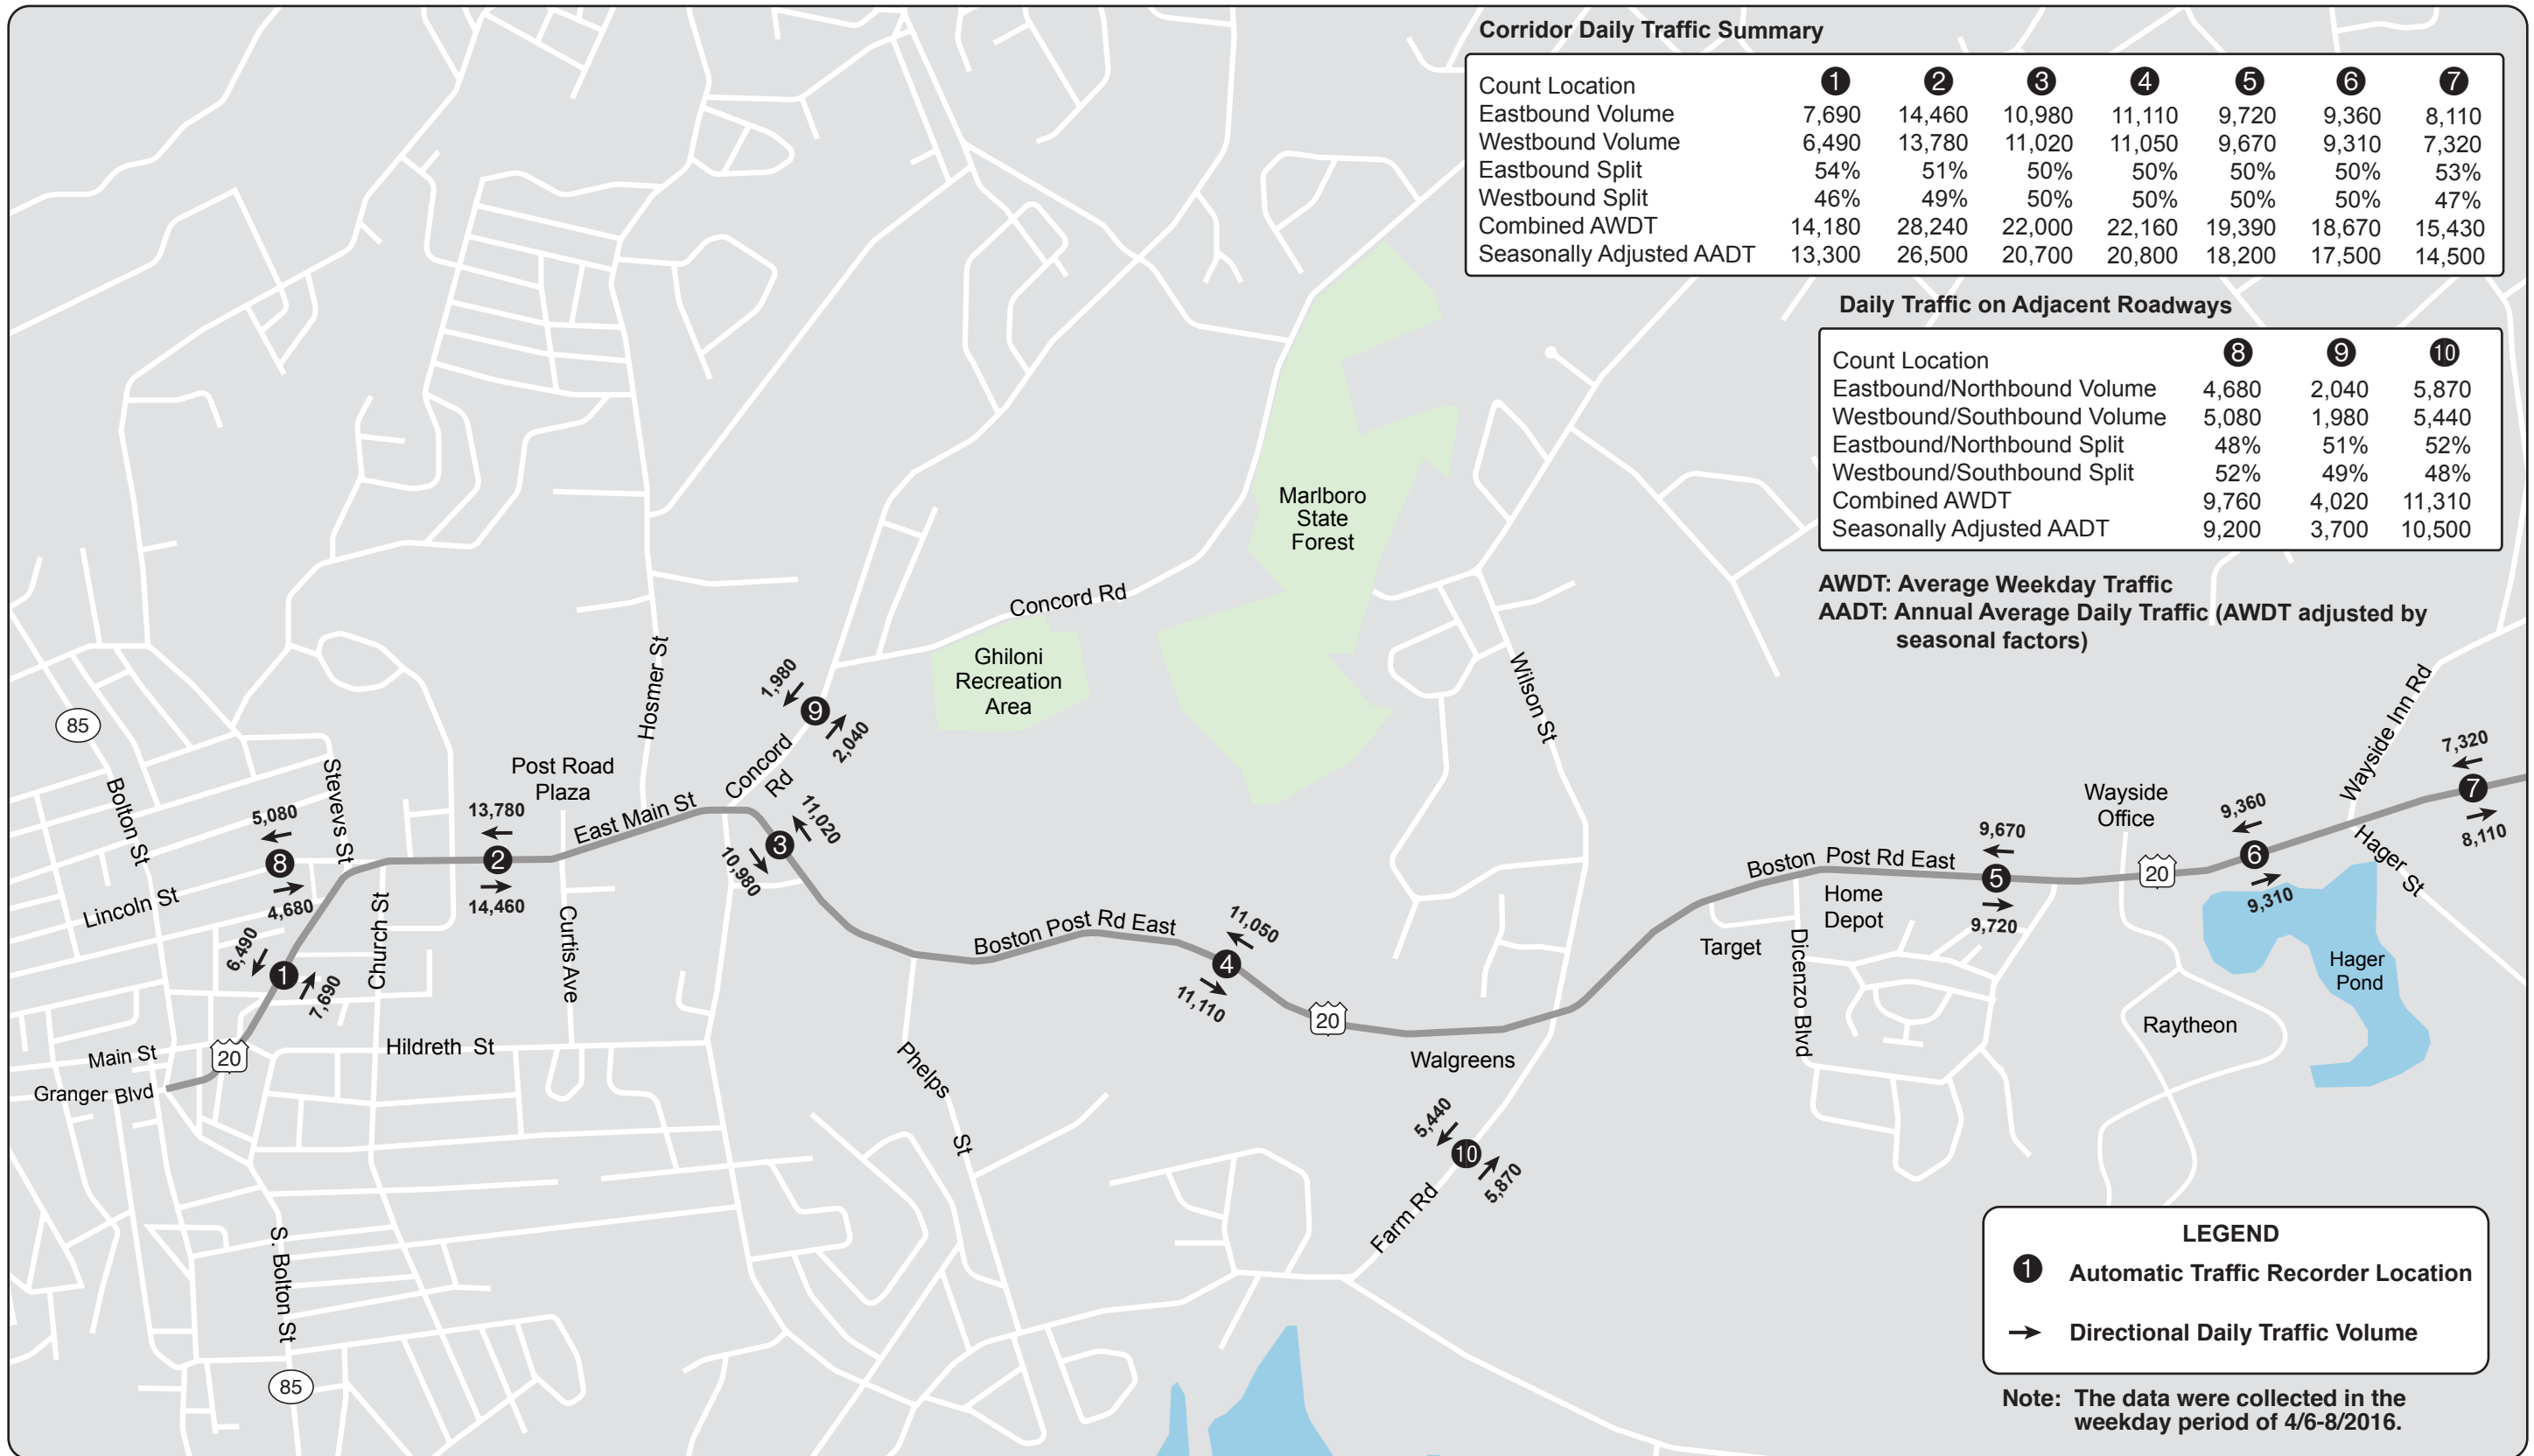 Corridor Daily Traffic Summary
Count Location 1 2 3 4 5 6 7
Eastbound Volume 7,690 14,460 10,980 11,110 9,720 9,360 8,110
Westbound Volume 6,490 13,780 11,020 11,050 9,670 9,310 7,320
Eastbound Split 54% 51% 50% 50% 50% 50% 53%
Westbound Split 46% 49% 50% 50% 50% 50% 47%
Combined AWDT 14,180 28,240 22,000 22,160 19,390 18,670 15,430
Seasonally Adjusted AADT 13,300 26,500 20,700 20,800 18,200 17,500 14,500
Daily Traffic on Adjacent Roadways
Count Location 8 9 10
Eastbound/Northbound Volume 4,680 2,040 5,870
Westbound/Southbound Volume 5,080 1,980 5,440
Eastbound/Northbound Split 48% 51% 52%
Westbound/Southbound Split 52% 49% 48%
Combined AWDT 9,760 4,020 11,310
Seasonally Adjusted AADT 9,200 3,700 10,500
AWDT: Average Weekday Traffic
AADT: Annual Average Daily Traffic (AWDT adjusted by
seasonal factors)
Marlboro
State
Forest
Concord Rd
Ghiloni
Recreation
Area
Hosmer St
Wilson St
Wayside Inn Rd
1,980
9
2,040
Concord
Rd
85
Bolton St
Stevevs St
Post Road
Plaza
East Main St
5,080
8
4,680
Lincoln St
13,780
2
14,460
11,020
3
10,980
Church St
Curtis Ave
6,490
1
7,690
Main St
20
Granger Blvd
Hildreth St
Boston Post Rd East
11,050
4
11,110
20
Walgreens
Phelps
St
5,440
10
5,870
Farm Rd
Boston Post Rd East
Home
Depot
Target
Dicenzo Blvd
9,670
5
9,720
Wayside
Office
20
9,360
6
9,310
7,320
7
8,110
Hager St
Hager
Pond
Raytheon
S. Bolton St
85
LEGEND
1 Automatic Traffic Recorder Location
Directional Daily Traffic Volume
Note: The data were collected in the
weekday period of 4/6-8/2016.